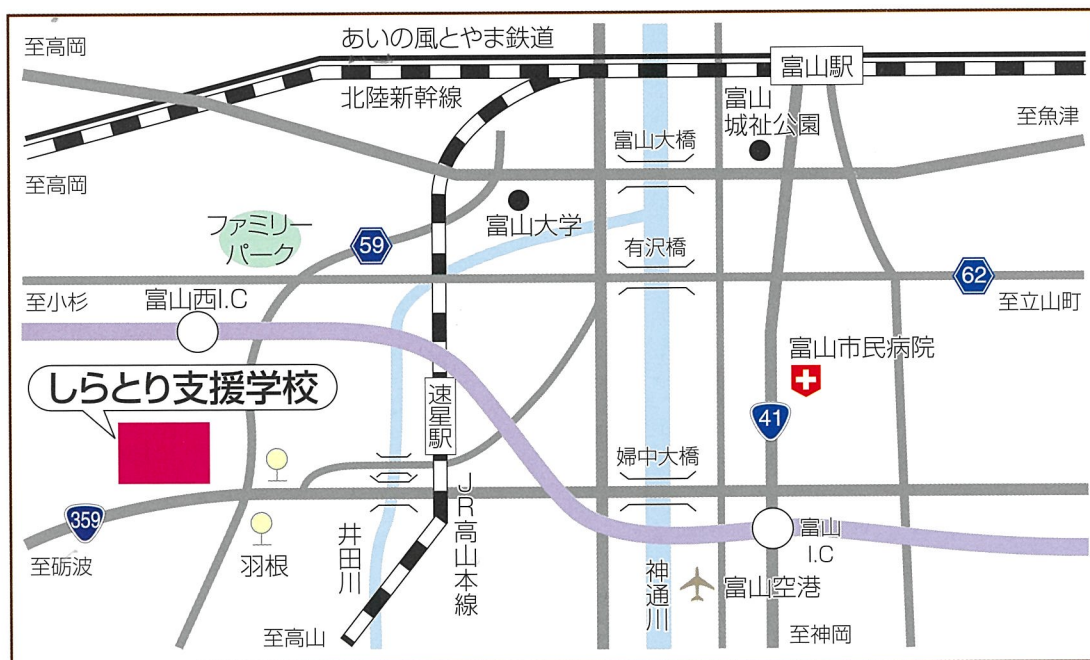 あいの風とやま鉄道
至高岡
富山駅
北陸新幹線
富山
城祉公園
至魚津
富山大橋
至高岡
ファミリー
パーク
59
富山大学
有沢橋
62
至小杉
富山西I.C
至立山町
富山市民病院
しらとり支援学校
速星駅
41
婦中大橋
359
JR高山本線
井田川
至砺波
羽根
富山
I.C
神通川
富山空港
至高山
至神岡